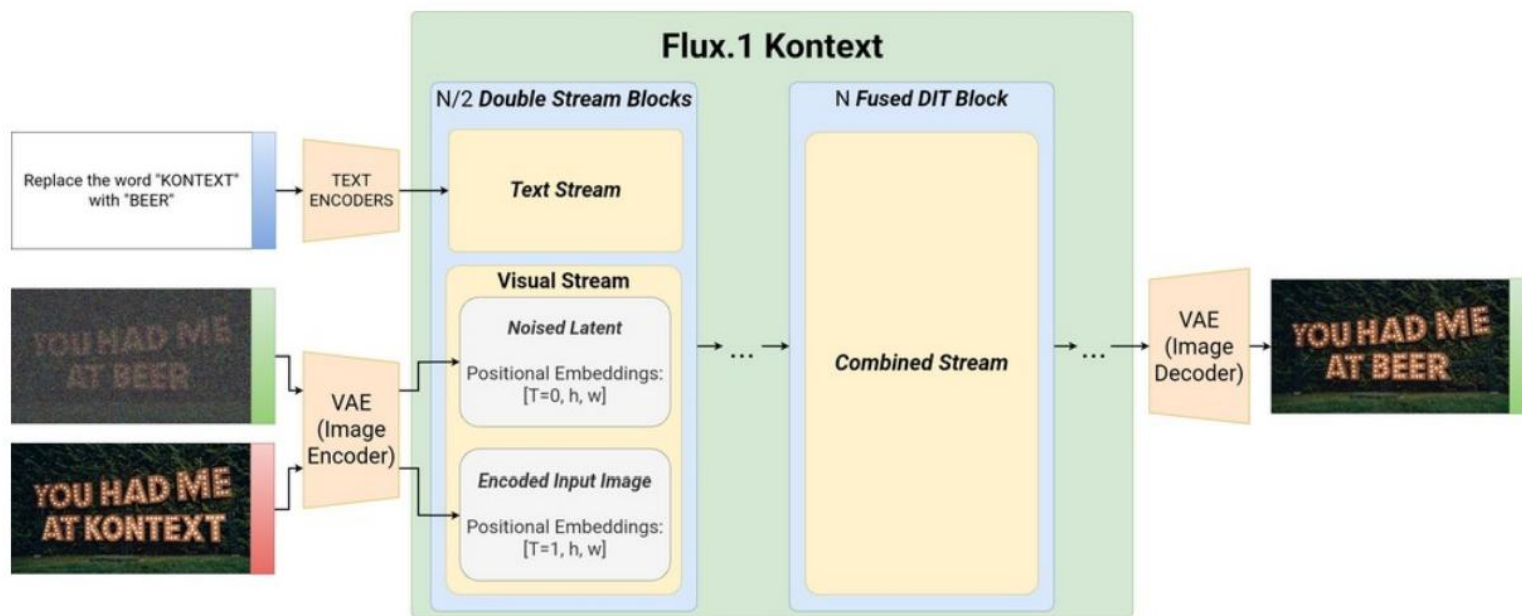 Flux.1 Kontext
N/2 Double Stream Blocks
N Fused DIT Block
Replace the word "KONTEXT"
with "BEER"
TEXT
ENCODERS
Text Stream
YOU HAD ME
AT BEER
YOU HAD ME
AT KONTEXT
VAE
(Image
Encoder)
Visual Stream
Noised Latent
Positional Embeddings:
[T=0, h, w]
Encoded Input Image
Positional Embeddings:
[T=1, h, w]
...
Combined Stream
...
VAE
(Image
Decoder)
YOU HAD ME
AT BEER